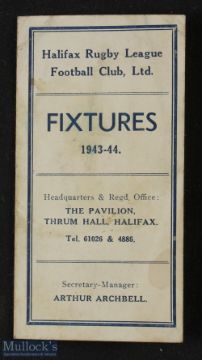 Halifax Rugby League
Football Club, Ltd.
FIXTURES
1943-44.
Headquarters & Regd. Office:
THE PAVILION,
THRUM HALL, HALIFAX.
Tel. 61026 & 4886.
Secretary-Manager:
ARTHUR ARCHBELL.
Mullock's